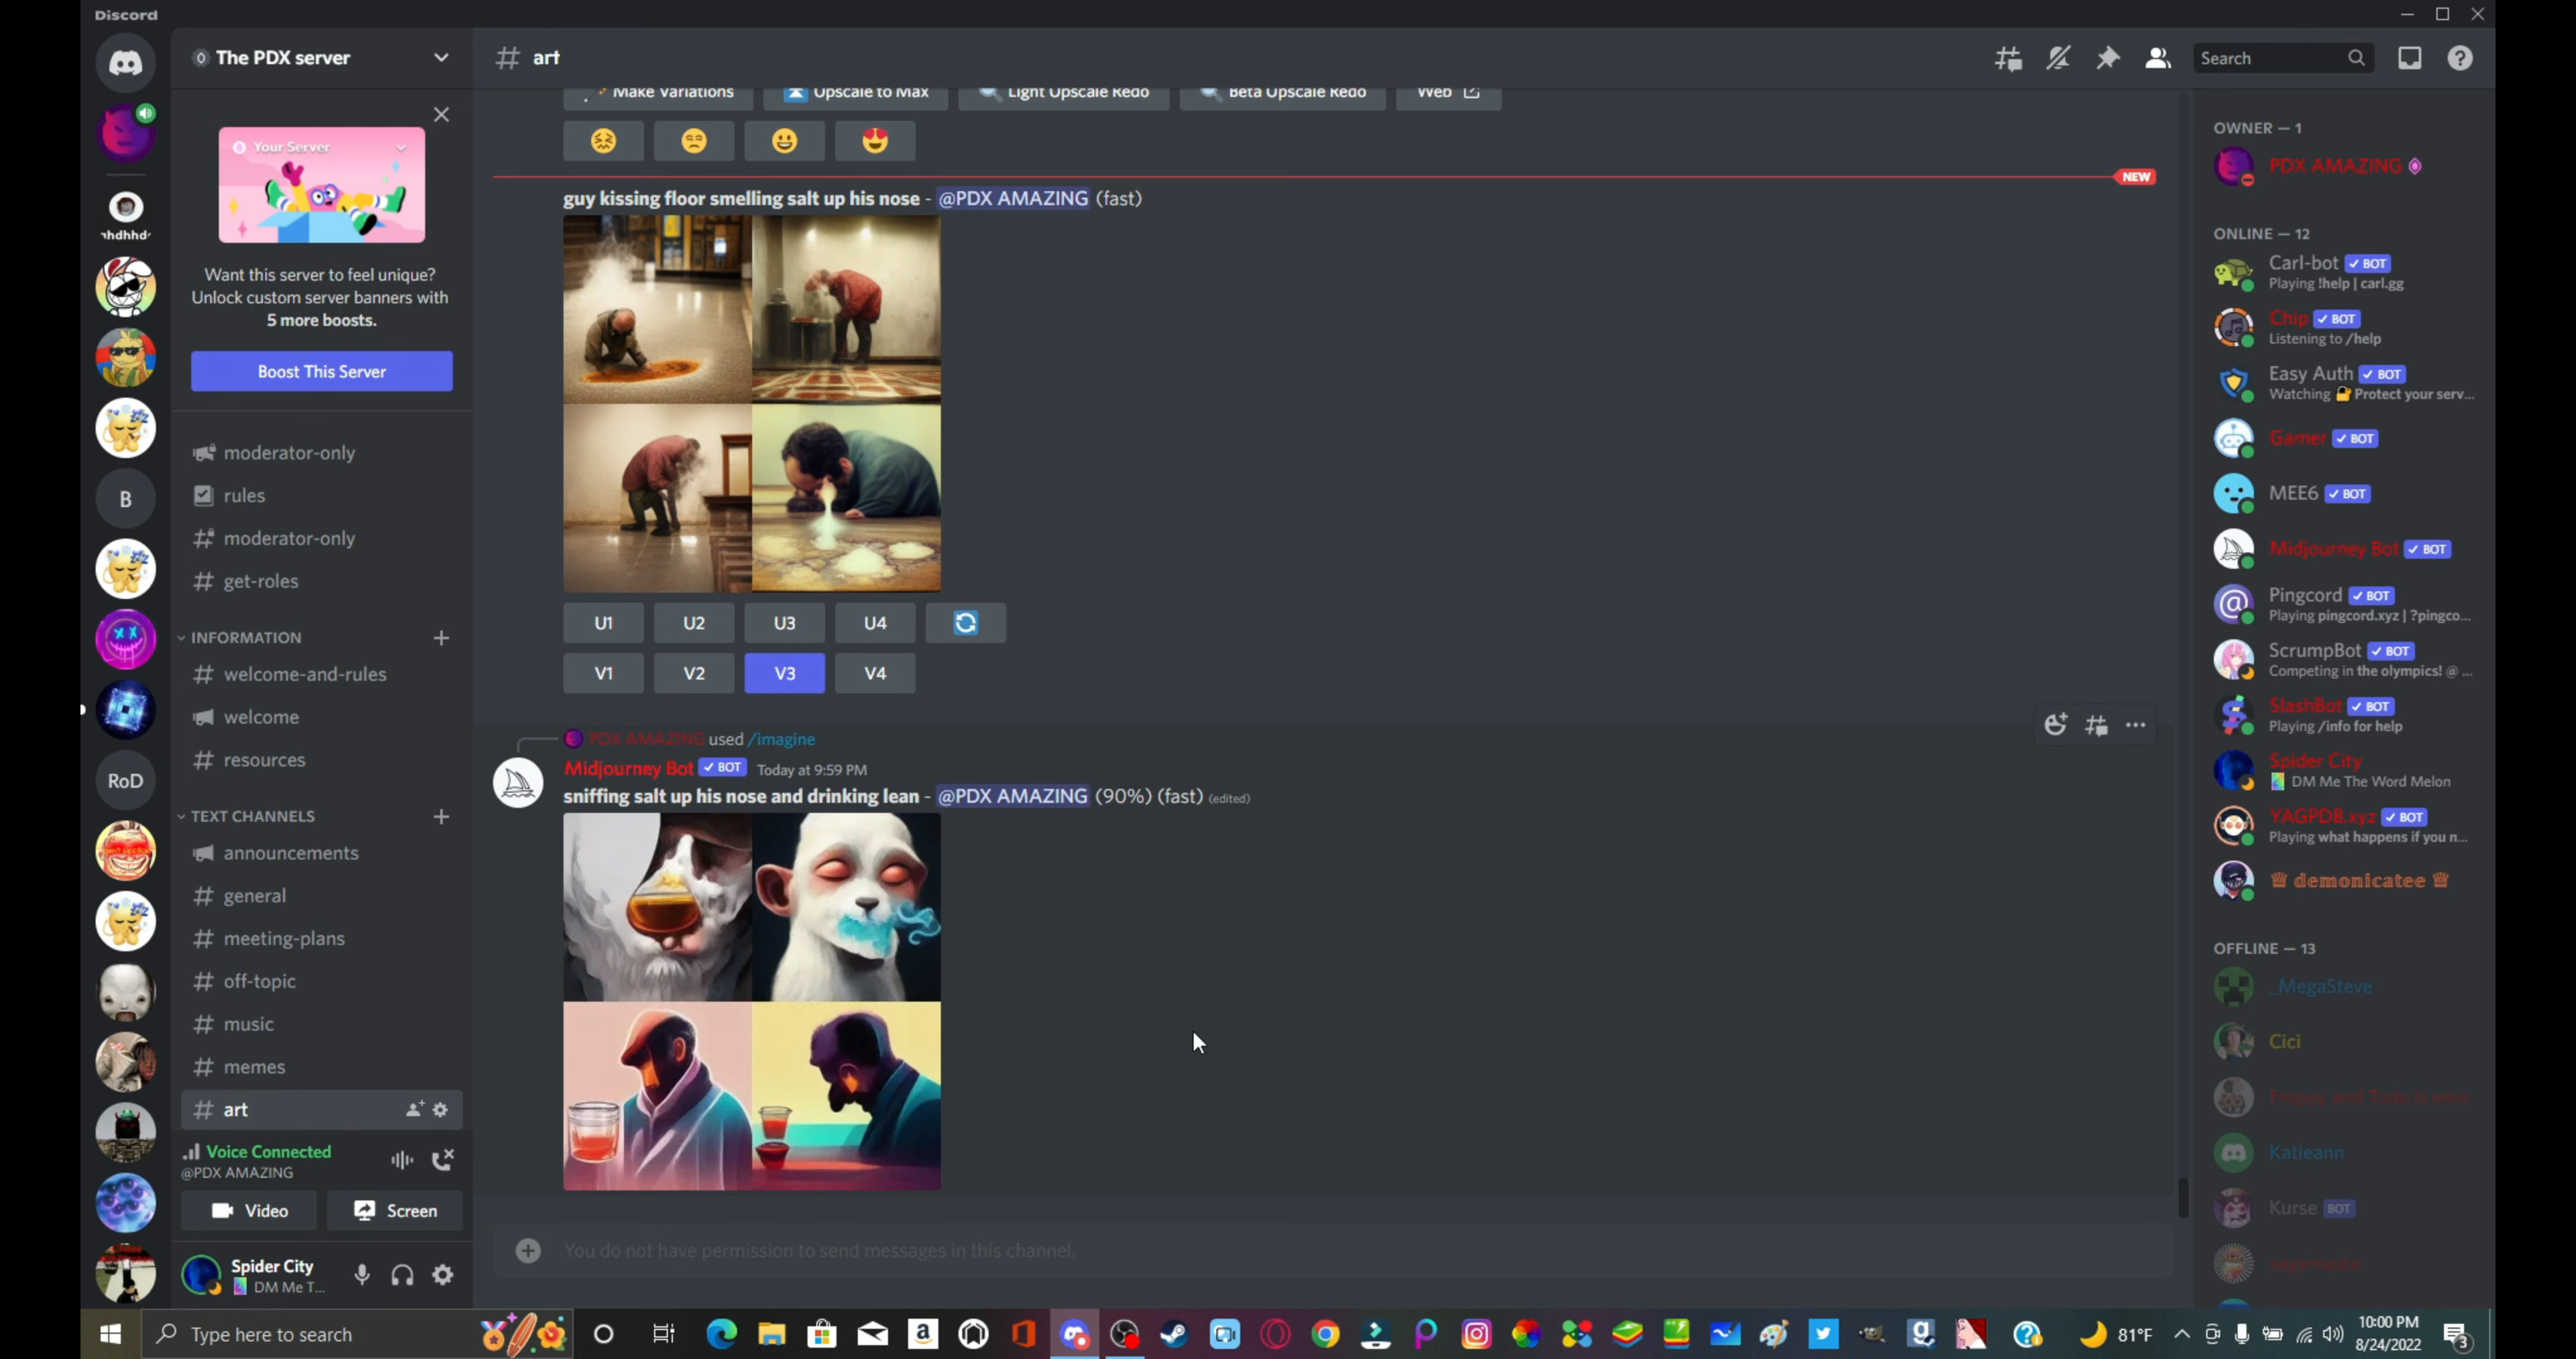 Discord
The PDX server
Your Server
Want this server to feel unique?
Unlock custom server banners with
5 more boosts.
Boost This Server
moderator-only
rules
moderator-only
get-roles
INFORMATION
welcome-and-rules
welcome
resources
TEXT CHANNELS
announcements
general
meeting-plans
off-topic
music
memes
art
Voice Connected
@PDX AMAZING
Video
Screen
Spider City
DM Me T...
B
RoD
art
Search
Make Variations
Upscale to Max
Light Upscale Redo
Beta Upscale Redo
Web
NEW
guy kissing floor smelling salt up his nose - @PDX AMAZING (fast)
U1 U2 U3 U4
V1 V2 V3 V4
PDX AMAZING used /imagine
Midjourney Bot BOT Today at 9:59 PM
sniffing salt up his nose and drinking lean - @PDX AMAZING (90%) (fast) (edited)
You do not have permission to send messages in this channel.
OWNER — 1
PDX AMAZING
ONLINE — 12
Carl-bot BOT
Playing !help | carl.gg
Chip BOT
Listening to /help
Easy Auth BOT
Watching Protect your serv...
Gamer BOT
MEE6 BOT
Midjourney Bot BOT
Pingcord BOT
Playing pingcord.xyz | ?pingco...
ScrumpBot BOT
Competing in the olympics! @ ...
SlashBot BOT
Playing /info for help
Spider City
DM Me The Word Melon
YAGPDB.xyz BOT
Playing what happens if you n...
demonicatee
OFFLINE — 13
_MegaSteve
Cici
Katieann
Kurse BOT
Type here to search
81°F
10:00 PM
8/24/2022
3